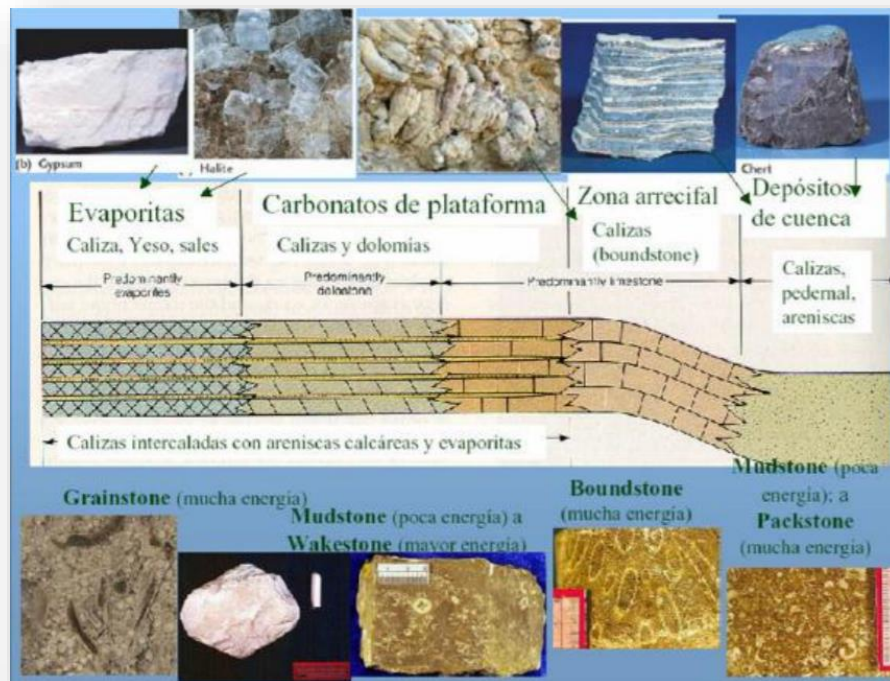 (b) Gypsum
Halite
Chert
Evaporitas
Caliza, Yeso, sales
Carbonatos de plataforma
Calizas y dolomias
Zona arrecifal
Calizas
(boundstone)
Depósitos
de cuenca
Calizas,
pedernal,
areniscas
Predominantly
evaporites
Predominantly
dolostone
Predominantly limestone
Calizas intercaladas con areniscas calcáreas y evaporitas
Grainstone (mucha energía)
Mudstone (poca energía) a
Wakestone (mayor energía)
Boundstone
(mucha energía)
Mudstone (poca
energía); a
Packstone
(mucha energía)